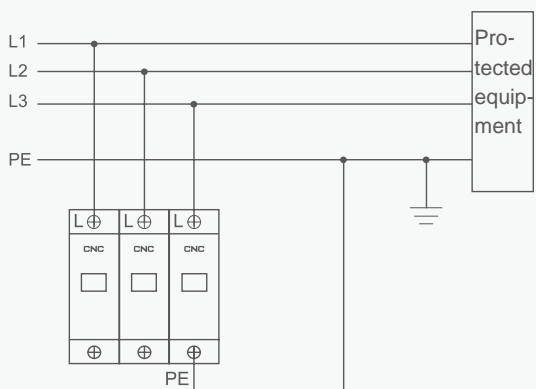 L1
L2
L3
PE
Pro-
tected
equip-
ment
L L L
CNC CNC CNC
PE